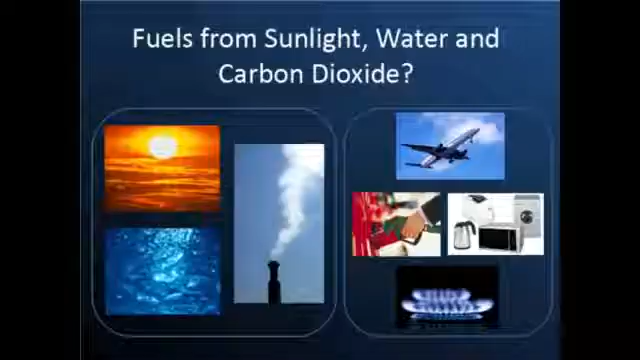 Fuels from Sunlight, Water and
Carbon Dioxide?